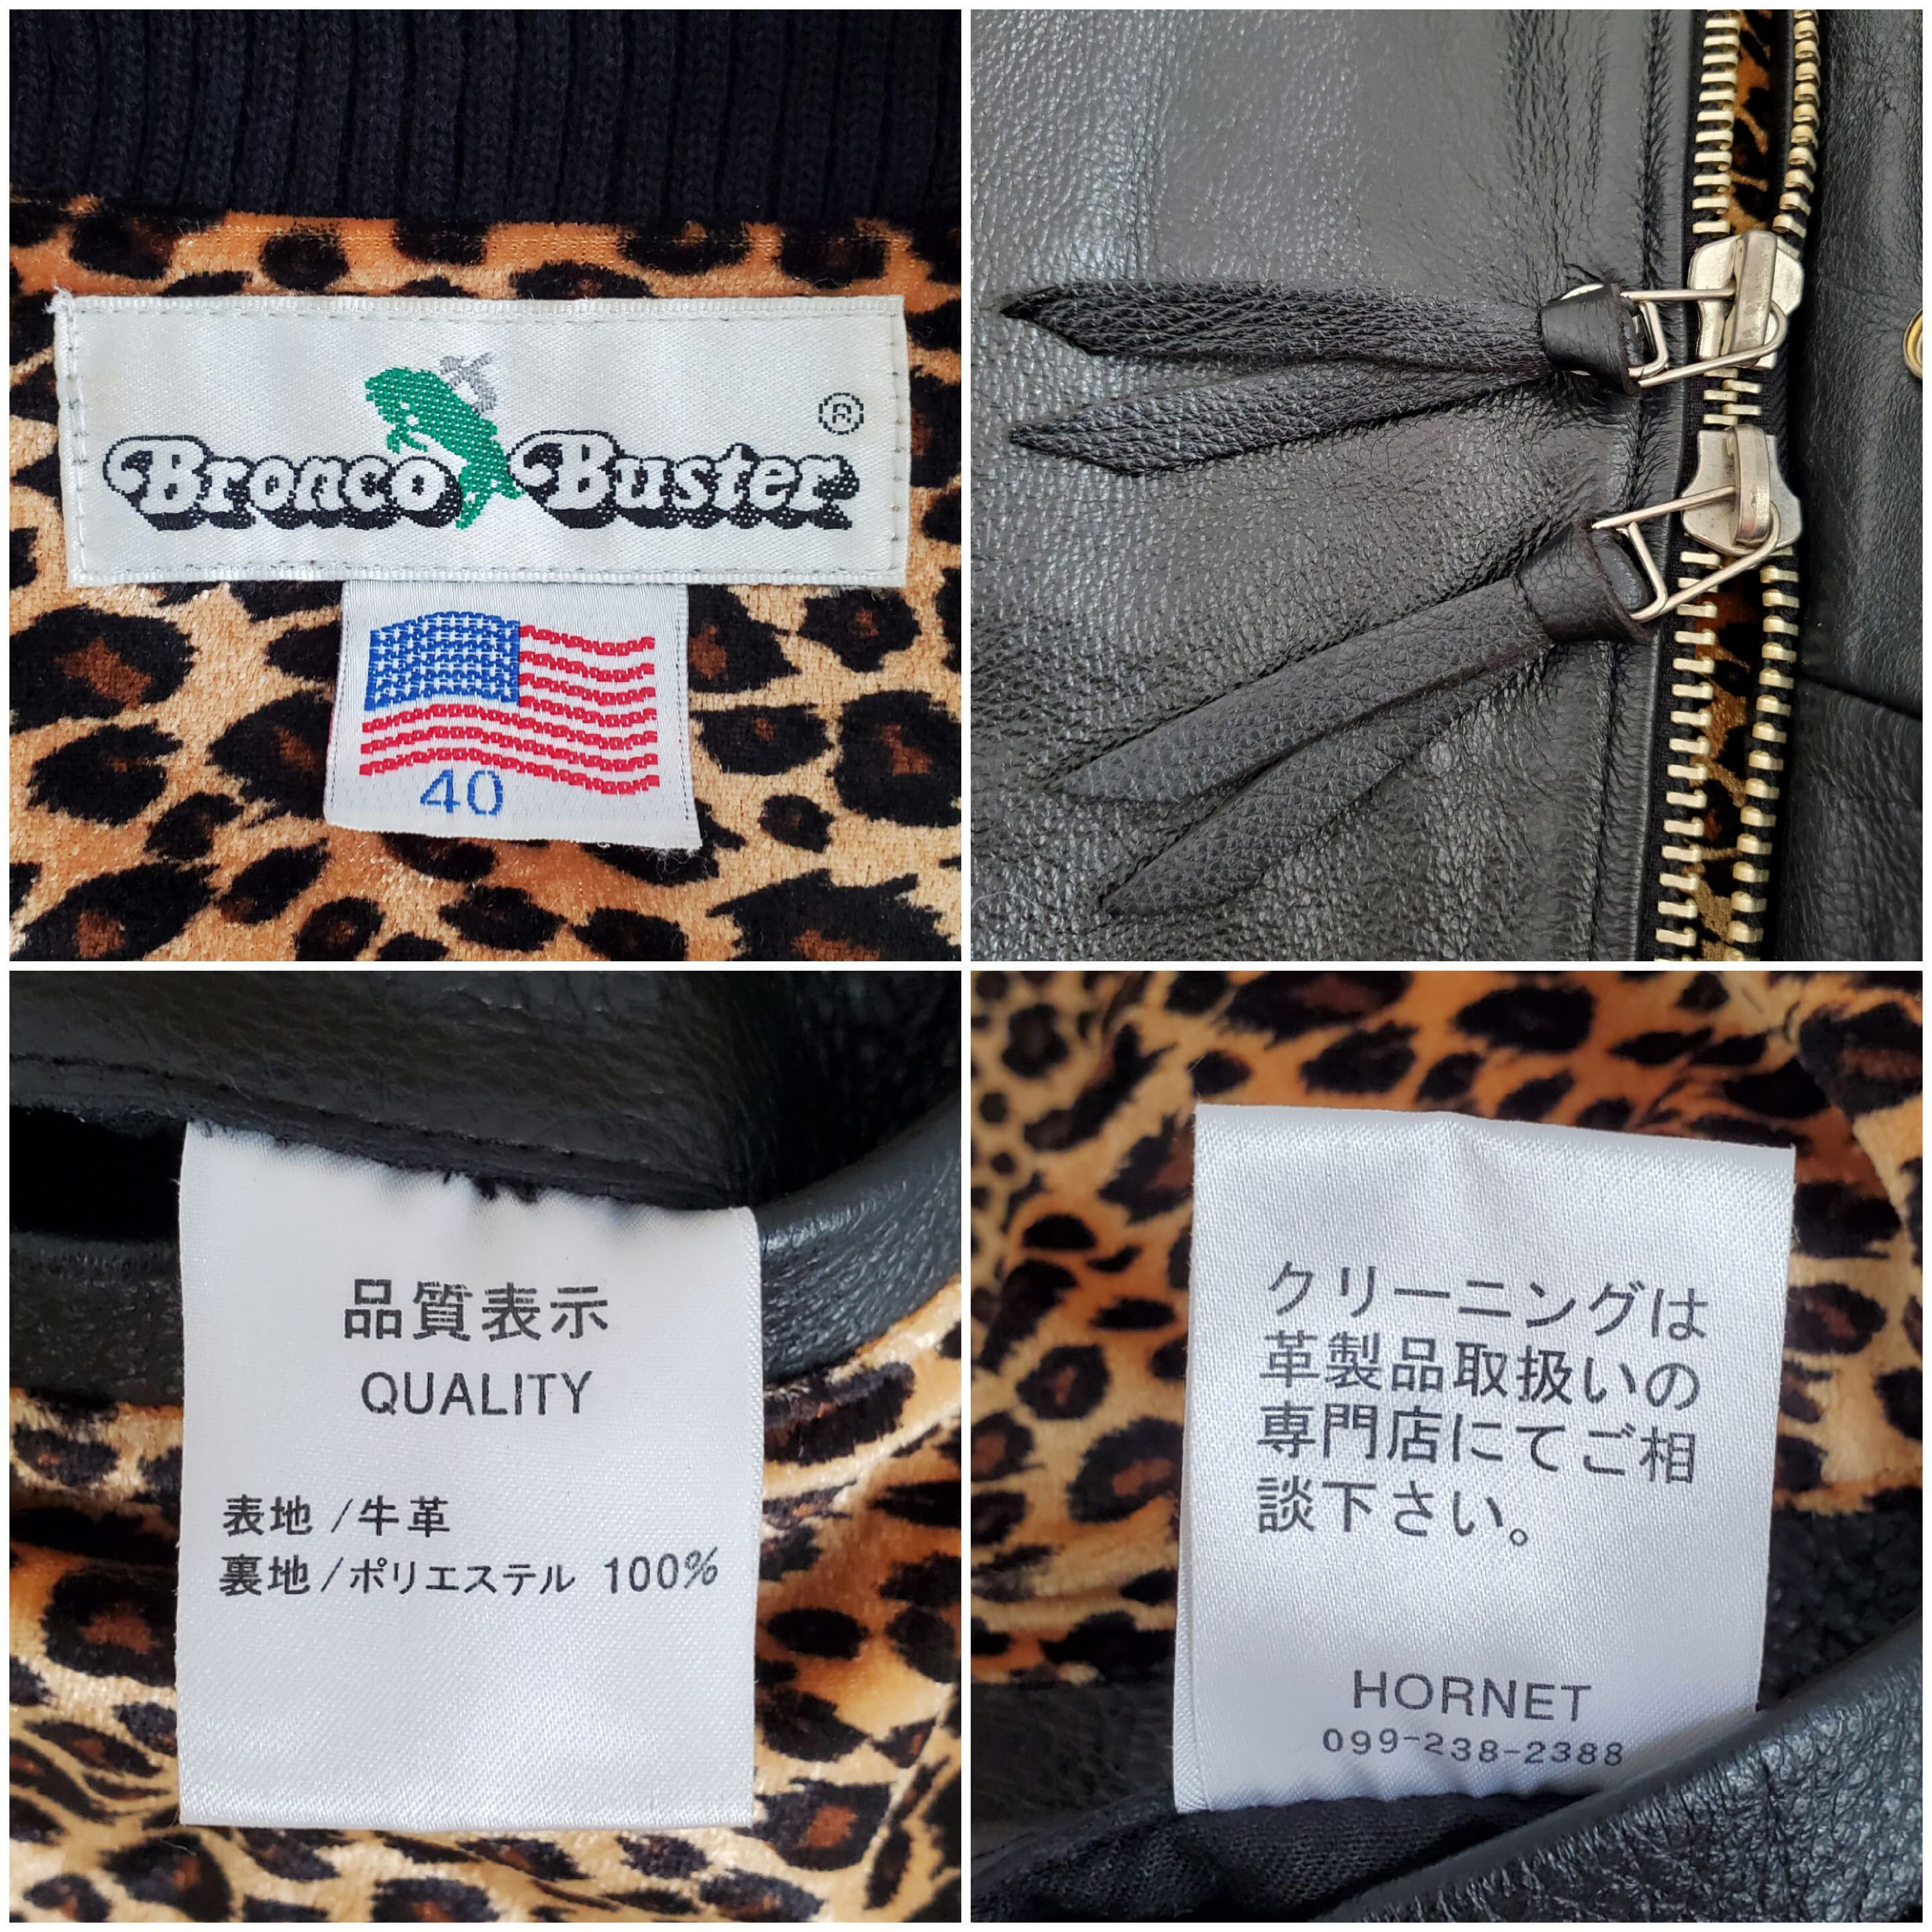 Bronco Buster ®
40
品質表示
QUALITY
表地/牛革
裏地/ポリエステル 100%
クリーニングは
革製品取扱いの
専門店にてご相
談下さい。
HORNET
099-238-2388